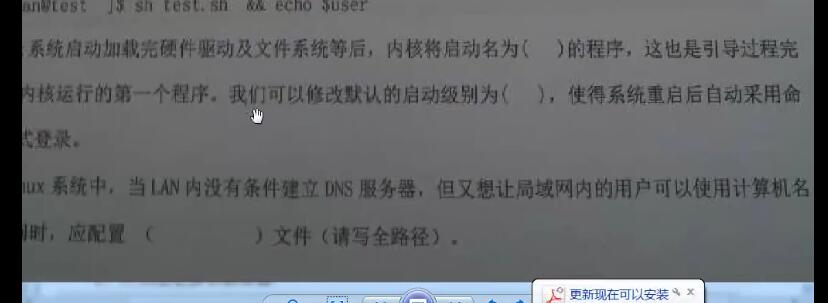 an@test ]$ sh test.sh && echo $user
系统启动加载完硬件驱动及文件系统等后，内核将启动名为( )的程序，这也是引导过程完
内核运行的第一个程序。我们可以修改默认的启动级别为( )，使得系统重启后自动采用命
式登录。
nux 系统中，当 LAN 内没有条件建立 DNS 服务器，但又想让局域网内的用户可以使用计算机名
时，应配置 ( ) 文件（请写全路径）。
更新现在可以安装